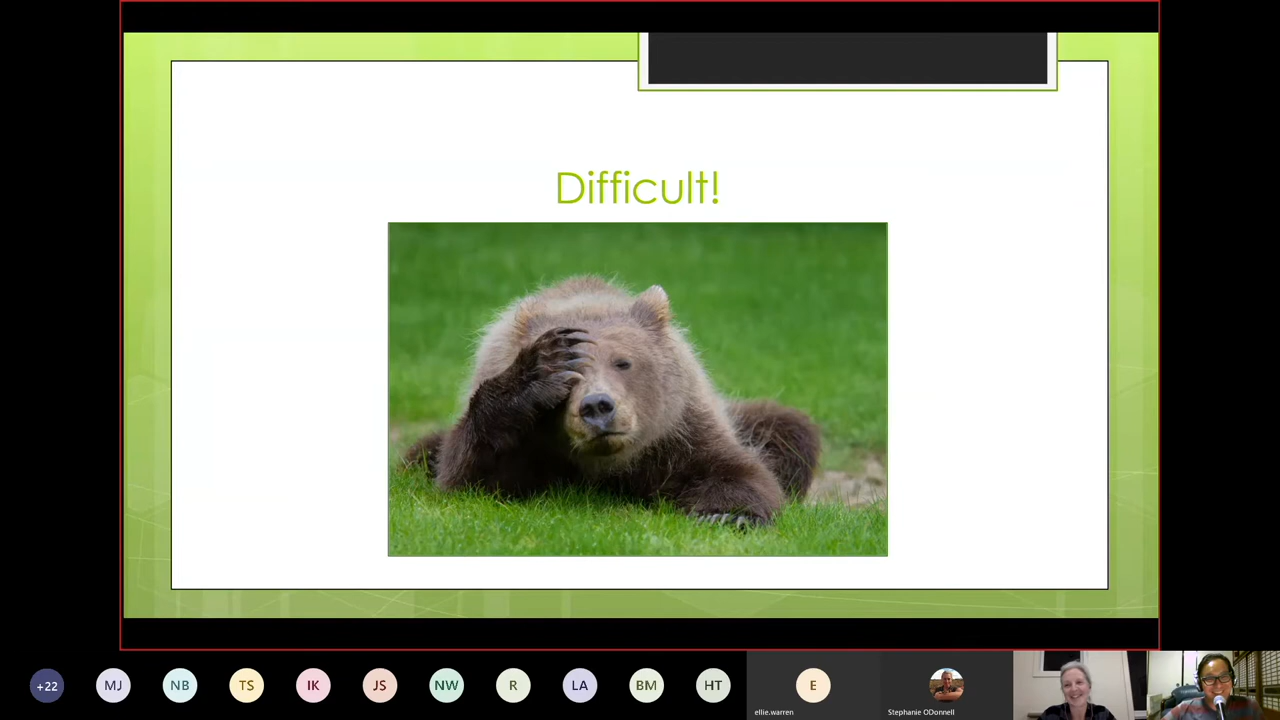 Difficult!
+22
MJ
NB
TS
IK
JS
NW
R
LA
BM
HT
E
ellie.warren
Stephanie ODonnell